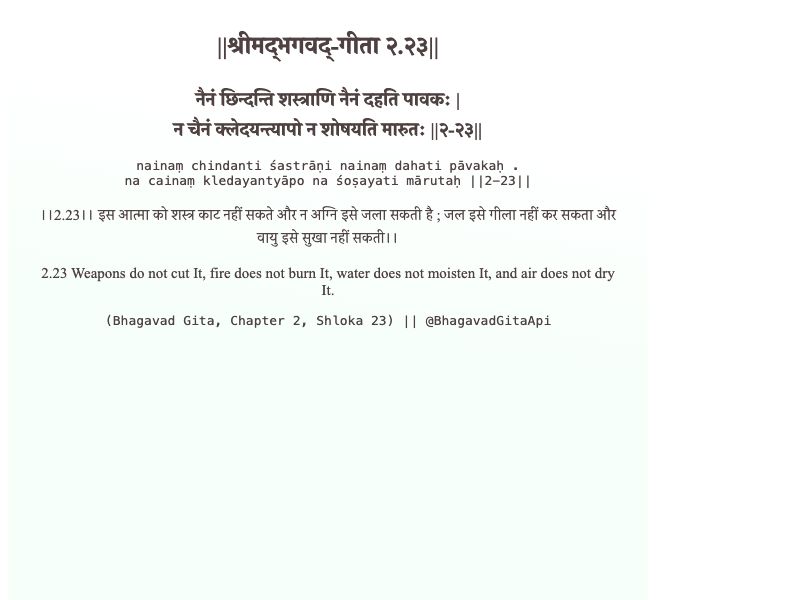 ||श्रीमद्‍भगवद्‍-गीता २.२३||
नैनं छिन्दन्ति शस्त्राणि नैनं दहति पावकः |
न चैनं क्लेदयन्त्यापो न शोषयति मारुतः ||२-२३||
nainaṃ chindanti śastrāṇi nainaṃ dahati pāvakaḥ .
na cainaṃ kledayantyāpo na śoṣayati mārutaḥ ||2-23||
।।2.23।। इस आत्मा को शस्त्र काट नहीं सकते और न अग्नि इसे जला सकती है ; जल इसे गीला नहीं कर सकता और
वायु इसे सुखा नहीं सकती।।
2.23 Weapons do not cut It, fire does not burn It, water does not moisten It, and air does not dry
It.
(Bhagavad Gita, Chapter 2, Shloka 23) || @BhagavadGitaApi